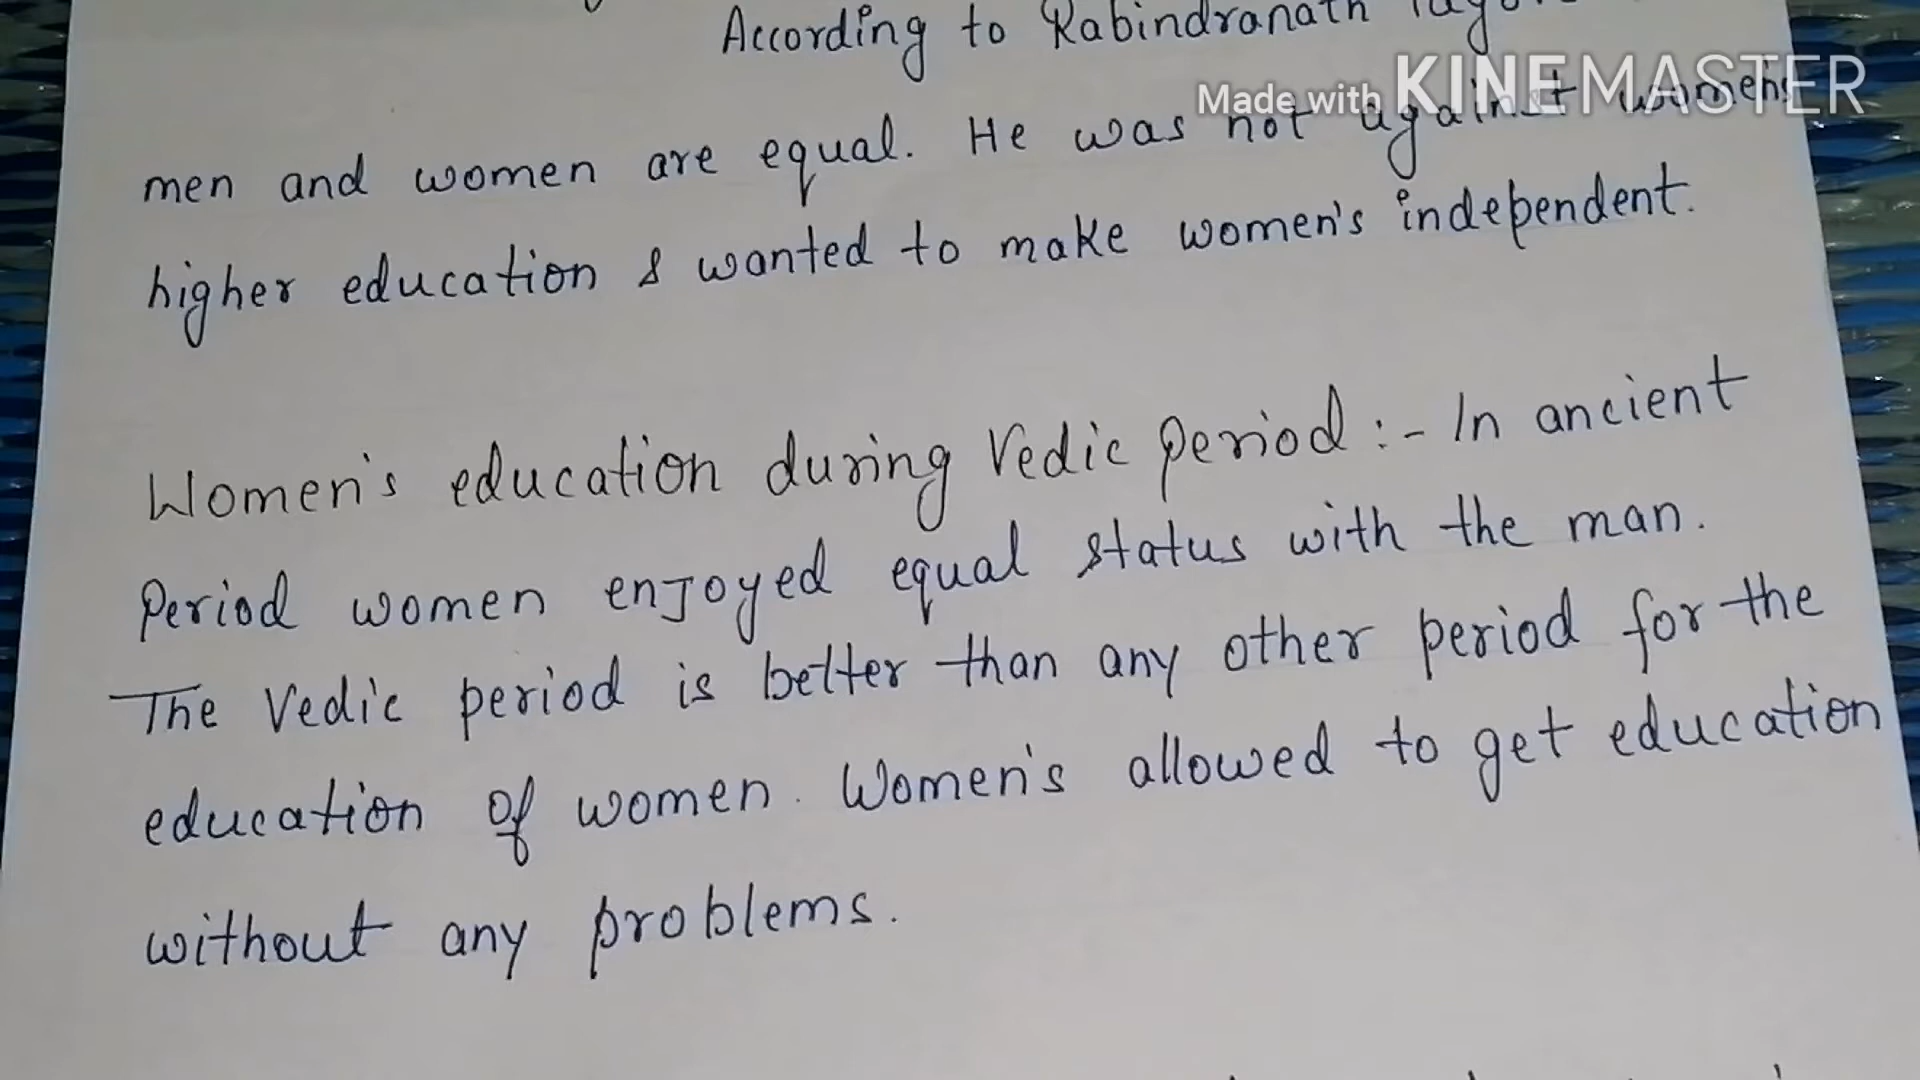 According to Rabindranath
Made with KINEMASTER
men and women are equal. He was not against women's
higher education & wanted to make women's independent.
Women's education during Vedic Period :- In ancient
Period women enjoyed equal status with the man.
The Vedic period is better than any other period for the
education of women. Women's allowed to get education
without any problems.